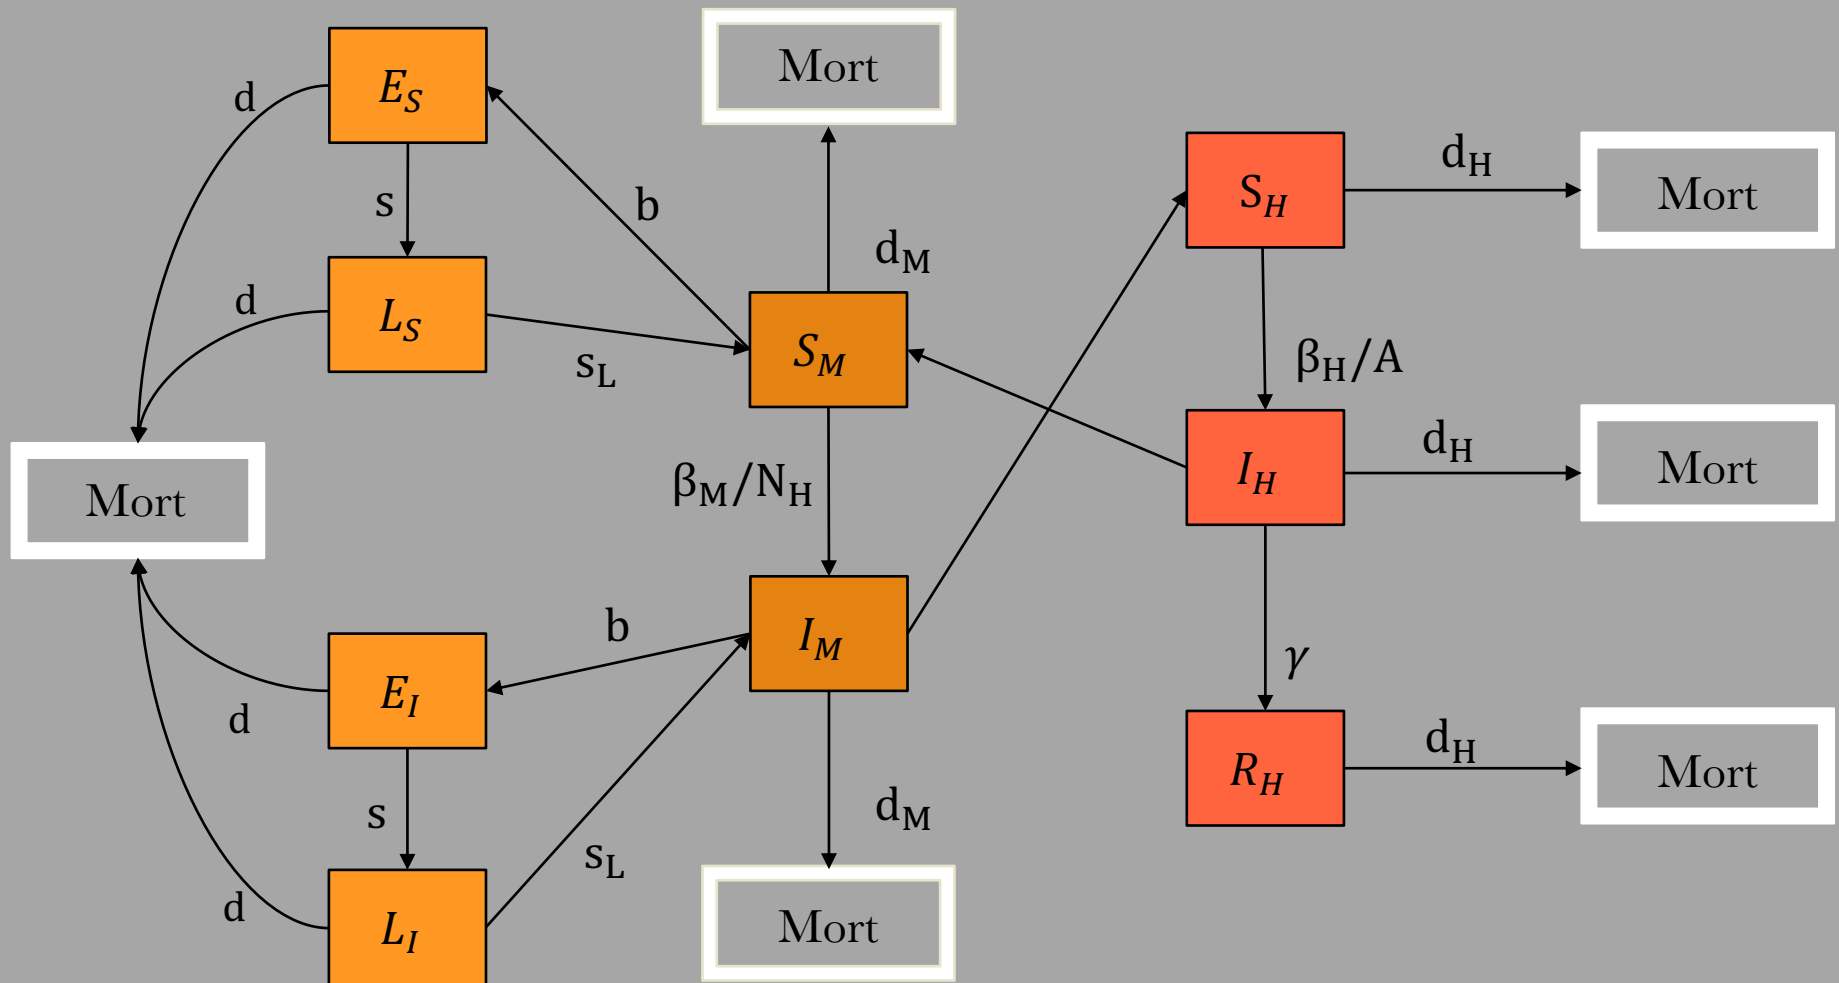 E_S
Mort
d
s
b
S_H
d_H
Mort
d_M
L_S
d
s_L
S_M
β_H/A
Mort
β_M/N_H
I_H
d_H
Mort
b
I_M
E_I
d
γ
s
s_L
d_M
R_H
d_H
Mort
d
L_I
Mort